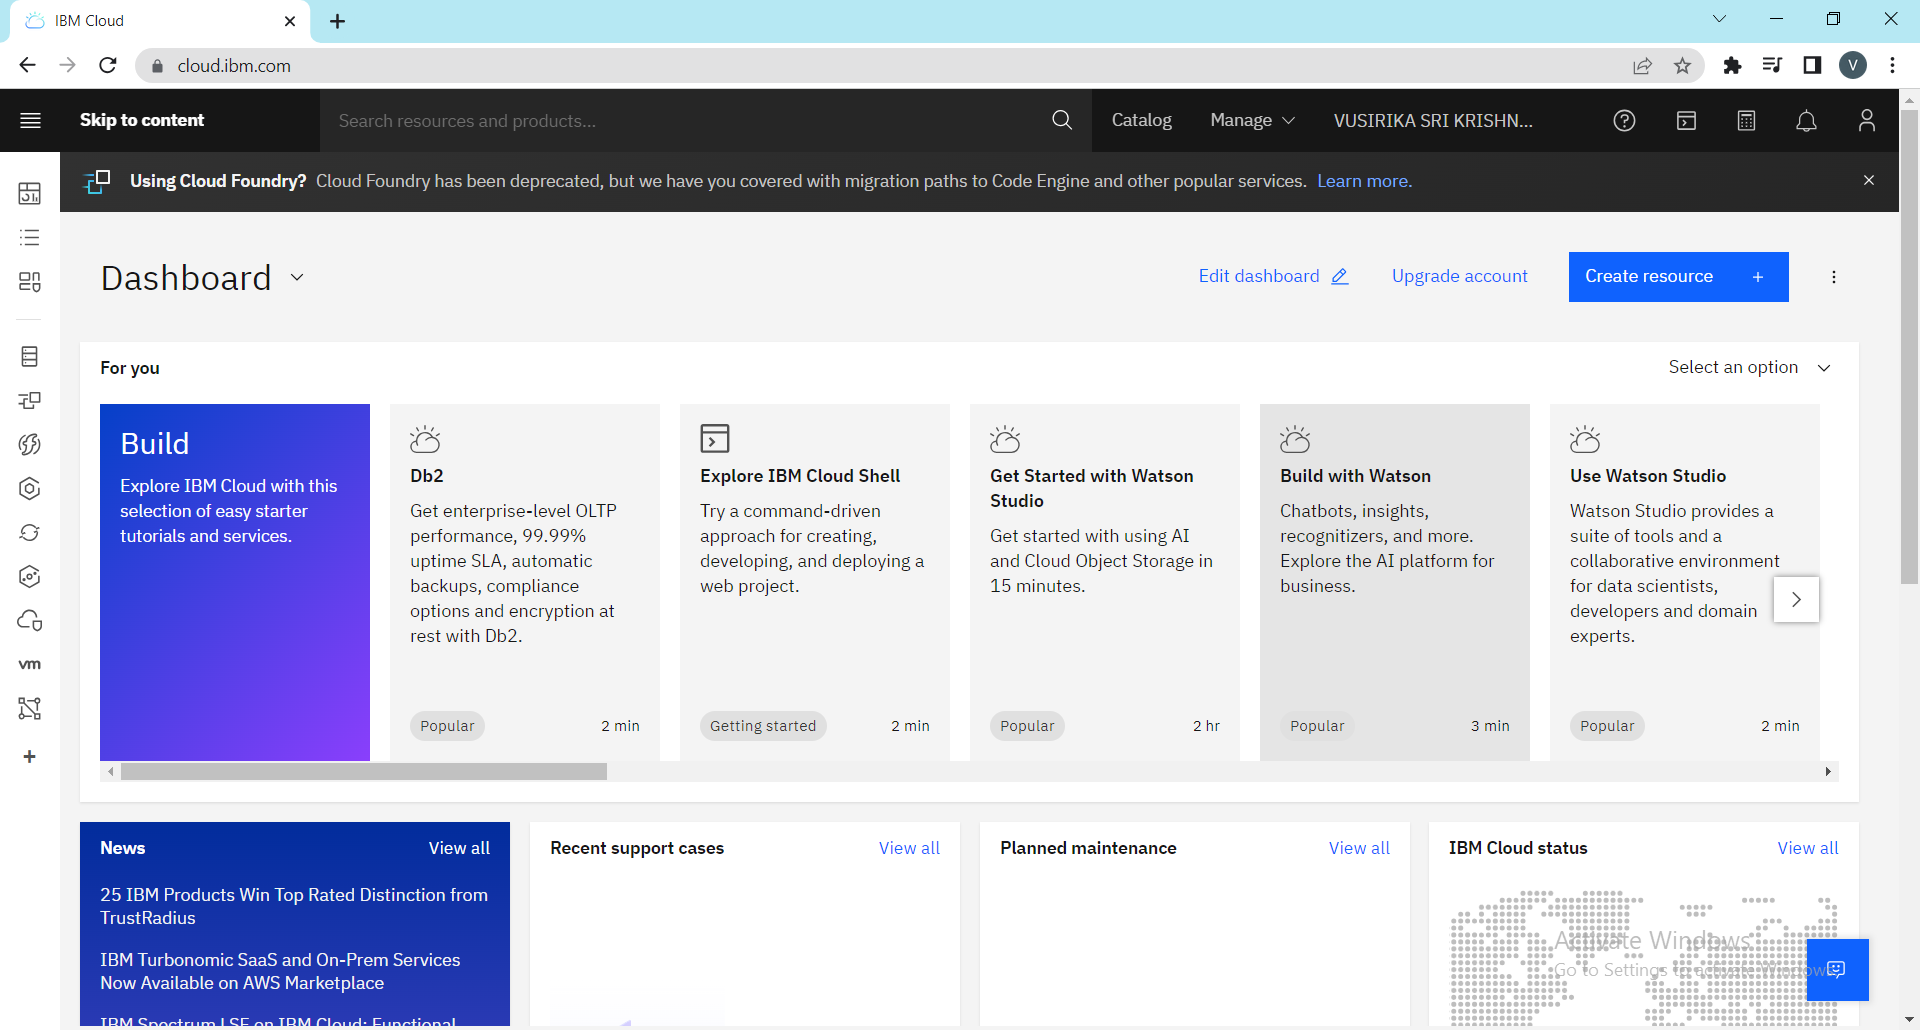 IBM Cloud
cloud.ibm.com
V
Skip to content
Search resources and products...
Catalog
Manage
VUSIRIKA SRI KRISHN...
Using Cloud Foundry? Cloud Foundry has been deprecated, but we have you covered with migration paths to Code Engine and other popular services. Learn more.
Dashboard
Edit dashboard
Upgrade account
Create resource +
For you
Select an option
Build
Explore IBM Cloud with this
selection of easy starter
tutorials and services.
Db2
Get enterprise-level OLTP
performance, 99.99%
uptime SLA, automatic
backups, compliance
options and encryption at
rest with Db2.
Popular
2 min
Explore IBM Cloud Shell
Try a command-driven
approach for creating,
developing, and deploying a
web project.
Getting started
2 min
Get Started with Watson
Studio
Get started with using AI
and Cloud Object Storage in
15 minutes.
Popular
2 hr
Build with Watson
Chatbots, insights,
recognitizers, and more.
Explore the AI platform for
business.
Popular
3 min
Use Watson Studio
Watson Studio provides a
suite of tools and a
collaborative environment
for data scientists,
developers and domain
experts.
Popular
2 min
vm
News
View all
25 IBM Products Win Top Rated Distinction from
TrustRadius
IBM Turbonomic SaaS and On-Prem Services
Now Available on AWS Marketplace
IBM Spectrum LSF on IBM Cloud: Functional
Recent support cases
View all
Planned maintenance
View all
IBM Cloud status
View all
Activate Windows
Go to Settings to activate Windows.